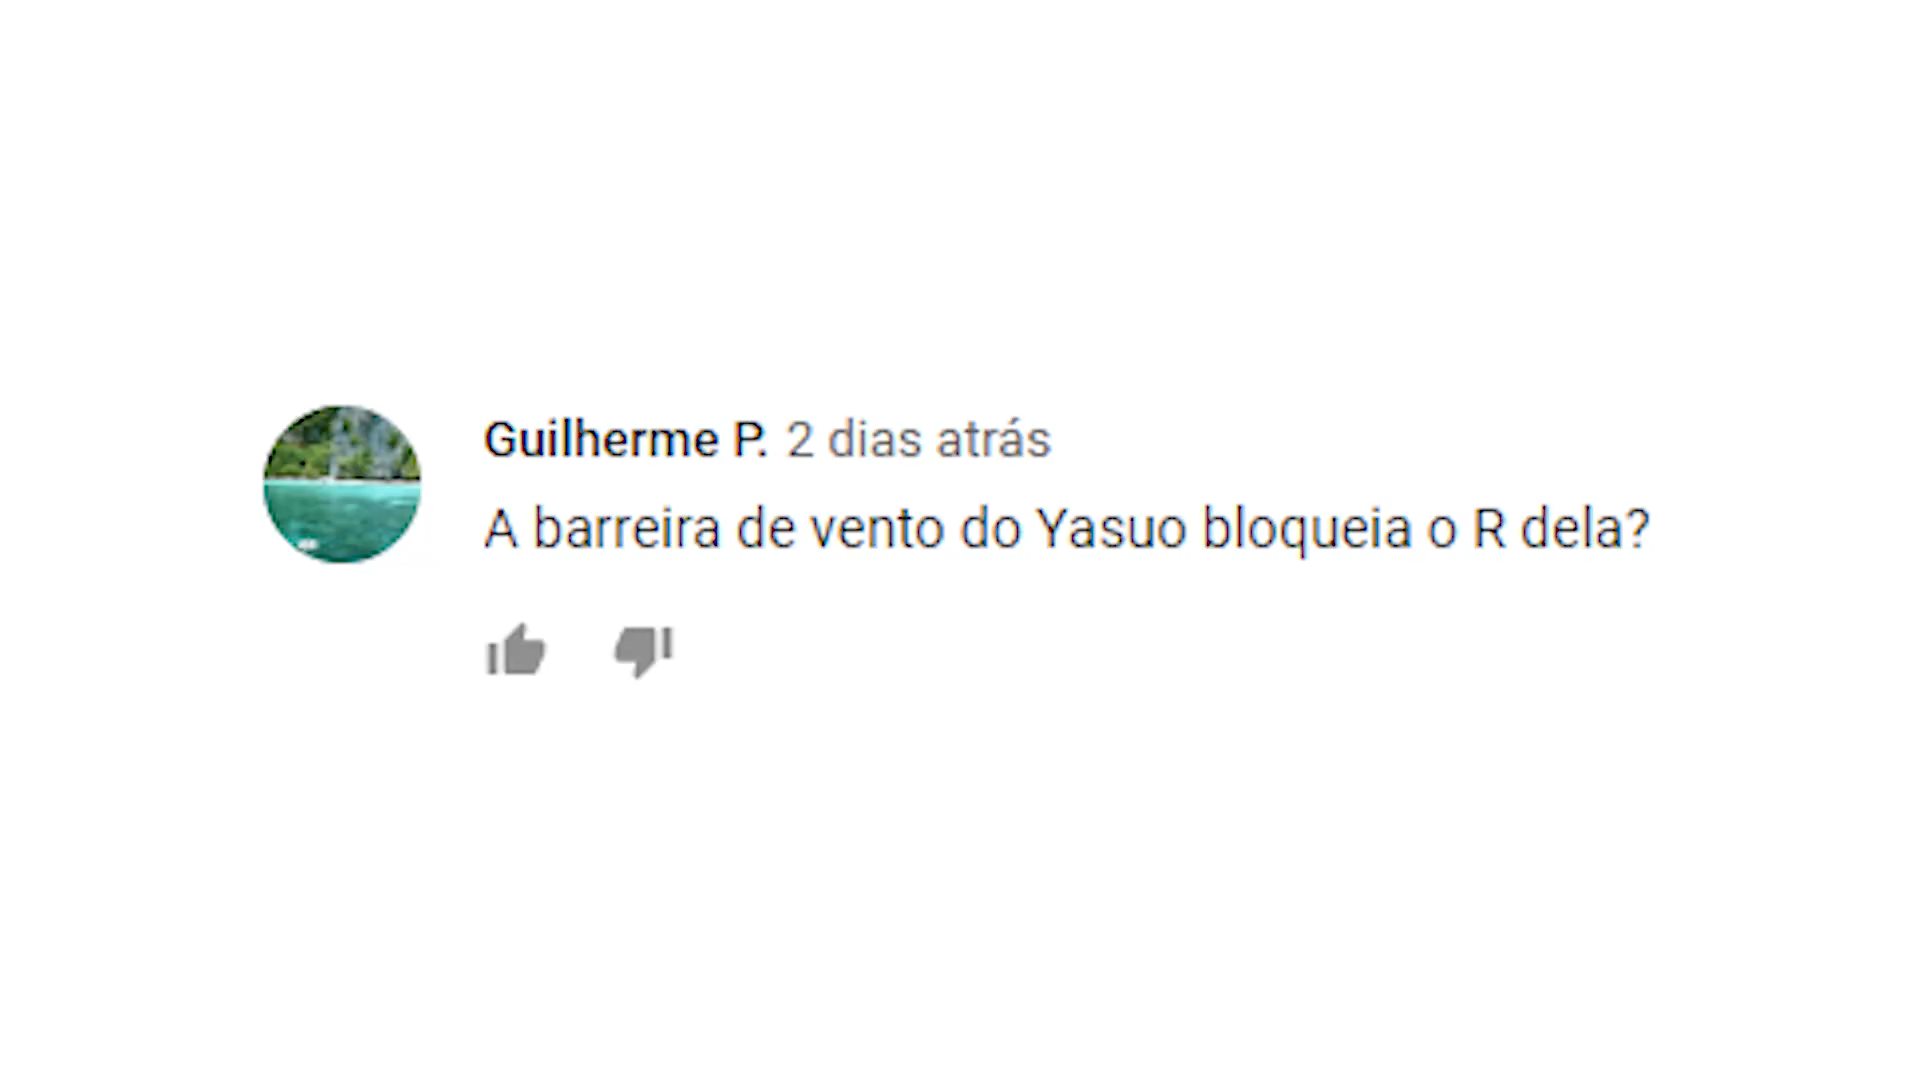 Guilherme P. 2 dias atrás
A barreira de vento do Yasuo bloqueia o R dela?